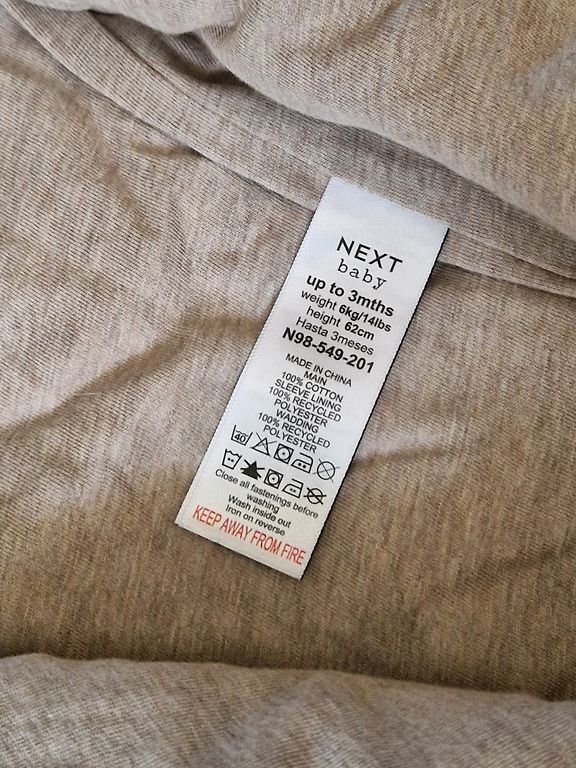 NEXT
baby
up to 3mths
weight 6kg/14lbs
height 62cm
Hasta 3meses
N98-549-201
MADE IN CHINA
MAIN
100% COTTON
SLEEVE LINING
100% RECYCLED
POLYESTER
WADDING
100% RECYCLED
POLYESTER
40
Close all fastenings before
washing
Wash inside out
Iron on reverse
KEEP AWAY FROM FIRE